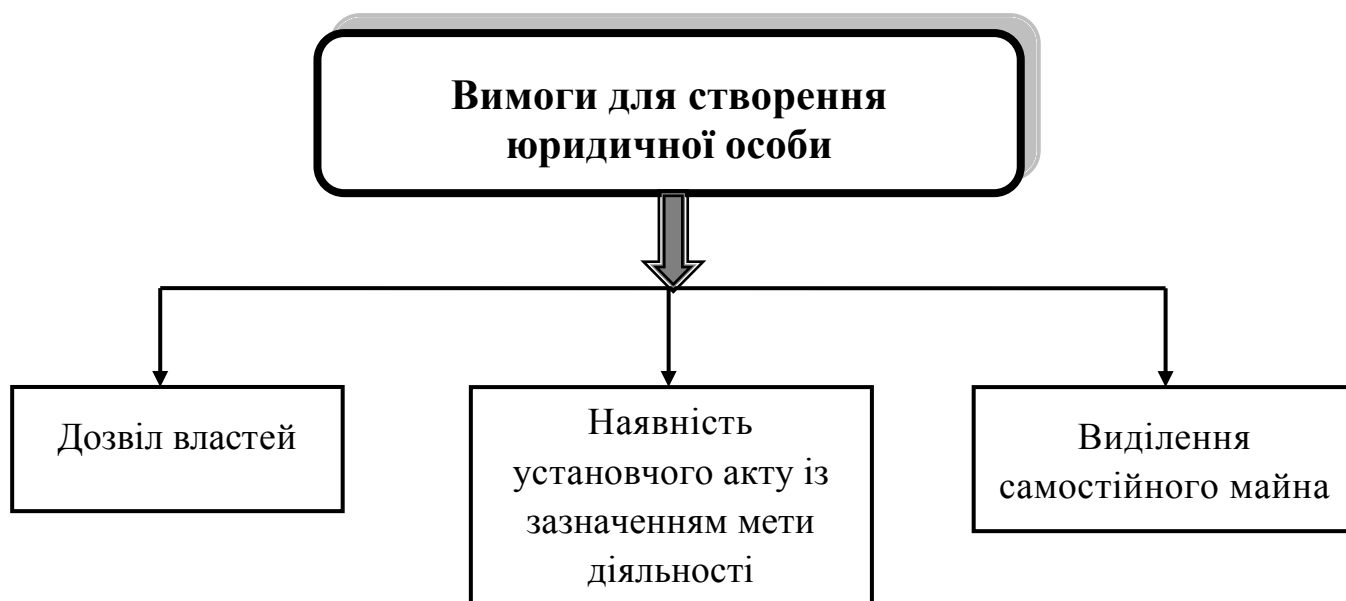 Вимоги для створення
юридичної особи
Дозвіл властей
Наявність
установчого акту із
зазначенням мети
діяльності
Виділення
самостійного майна